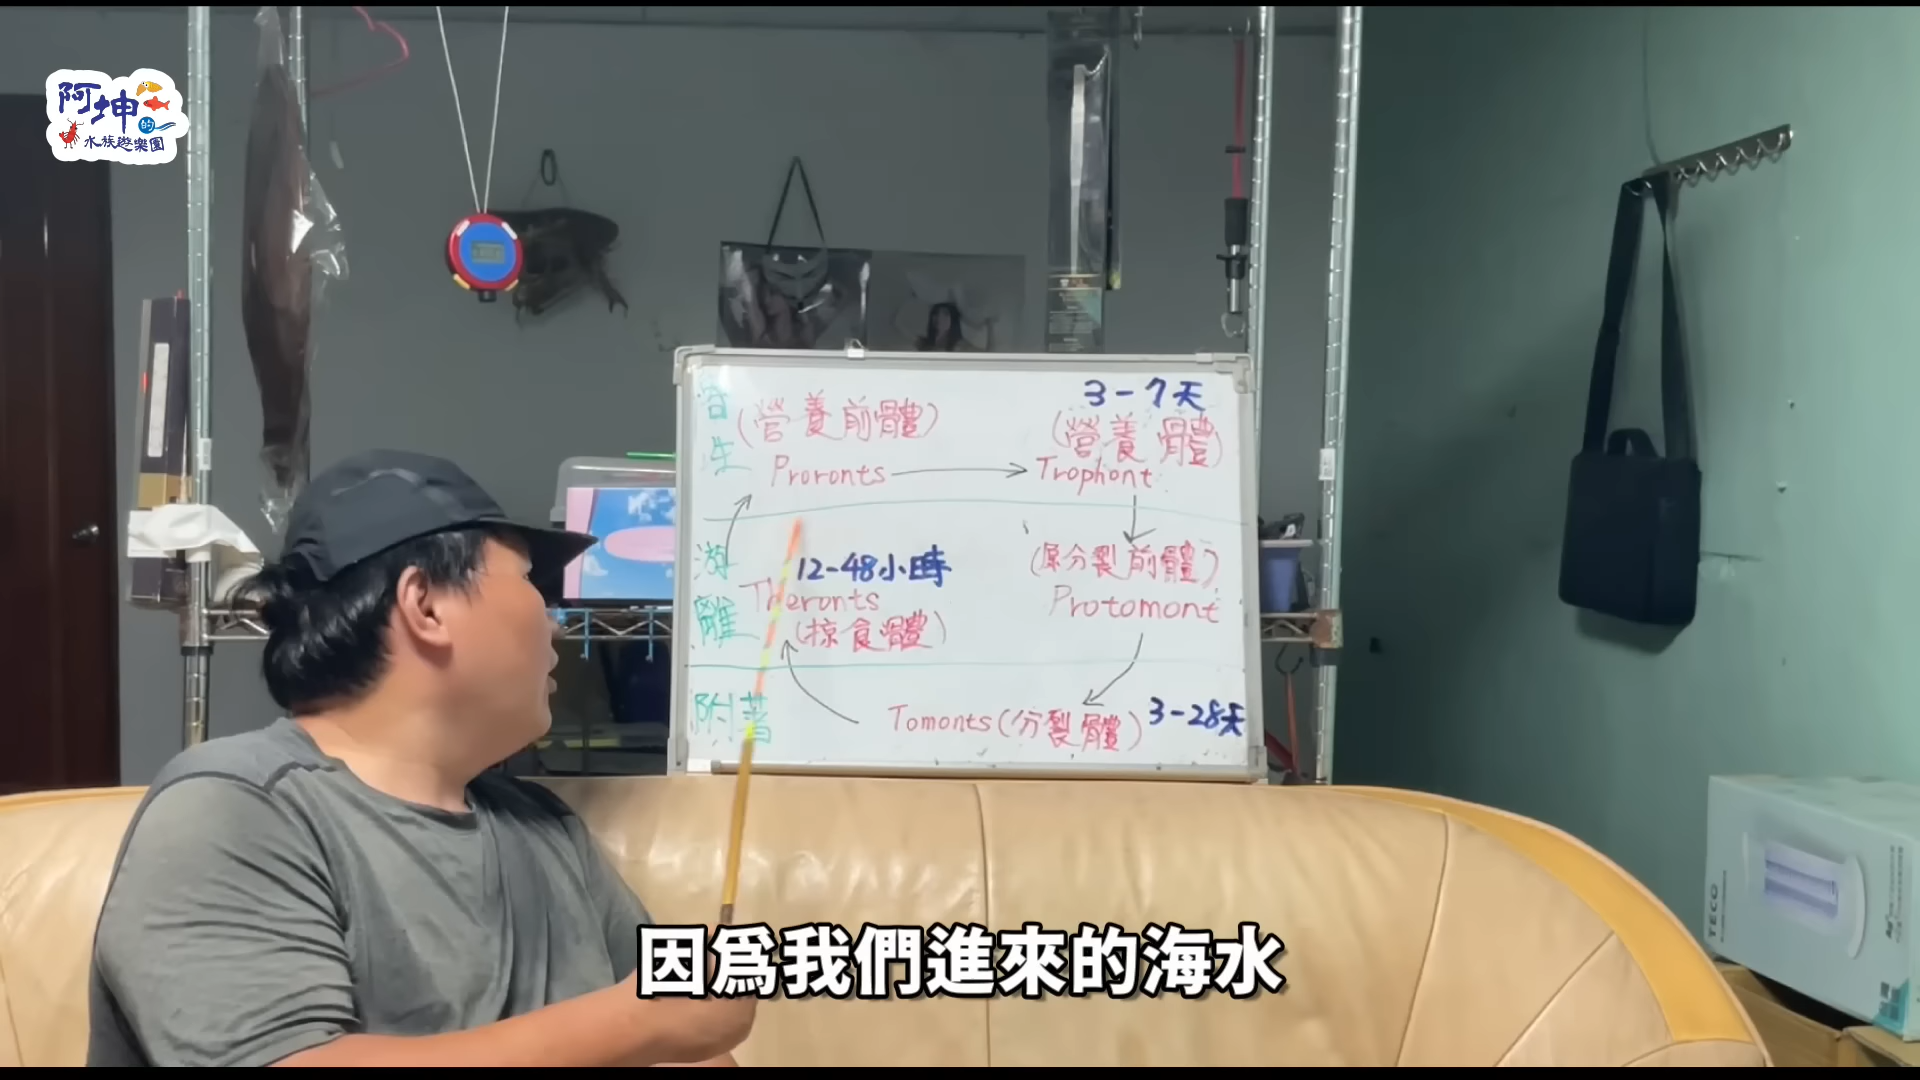 阿坤的
水族遊樂園
寄生
(營養前體)
Proronts
3-7天
(營養體)
Trophont
游離
12-48小時
Theronts
(掠食體)
(原分裂前體)
Protomont
附著
Tomonts(分裂體)
3-28天
TECO
因爲我們進來的海水